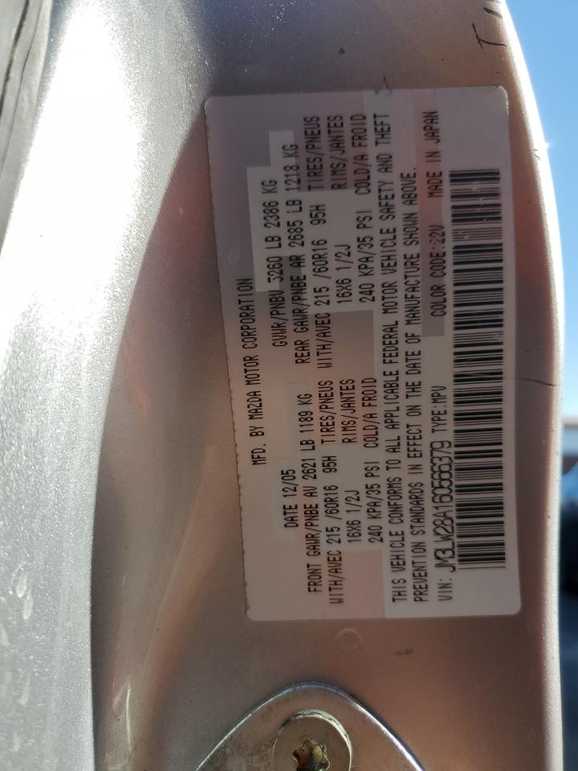 MFD. BY MAZDA MOTOR CORPORATION
DATE 12/05 GVWR/PNBV 5260 LB 2386 KG
FRONT GAWR/PNBE AV 2621 LB 1189 KG REAR GAWR/PNBE AR 2685 LB 1218 KG
WITH/AVEC 215 /60R16 95H TIRES/PNEUS WITH/AVEC 215 /60R16 95H TIRES/PNEUS
16X6 1/2J RIMS/JANTES 16X6 1/2J RIMS/JANTES
240 KPA/35 PSI COLD/A FROID 240 KPA/35 PSI COLD/A FROID
THIS VEHICLE CONFORMS TO ALL APPLICABLE FEDERAL MOTOR VEHICLE SAFETY AND THEFT
PREVENTION STANDARDS IN EFFECT ON THE DATE OF MANUFACTURE SHOWN ABOVE.
VIN: JM3LW28A160566379 TYPE:MPV COLOR CODE:22V MADE IN JAPAN